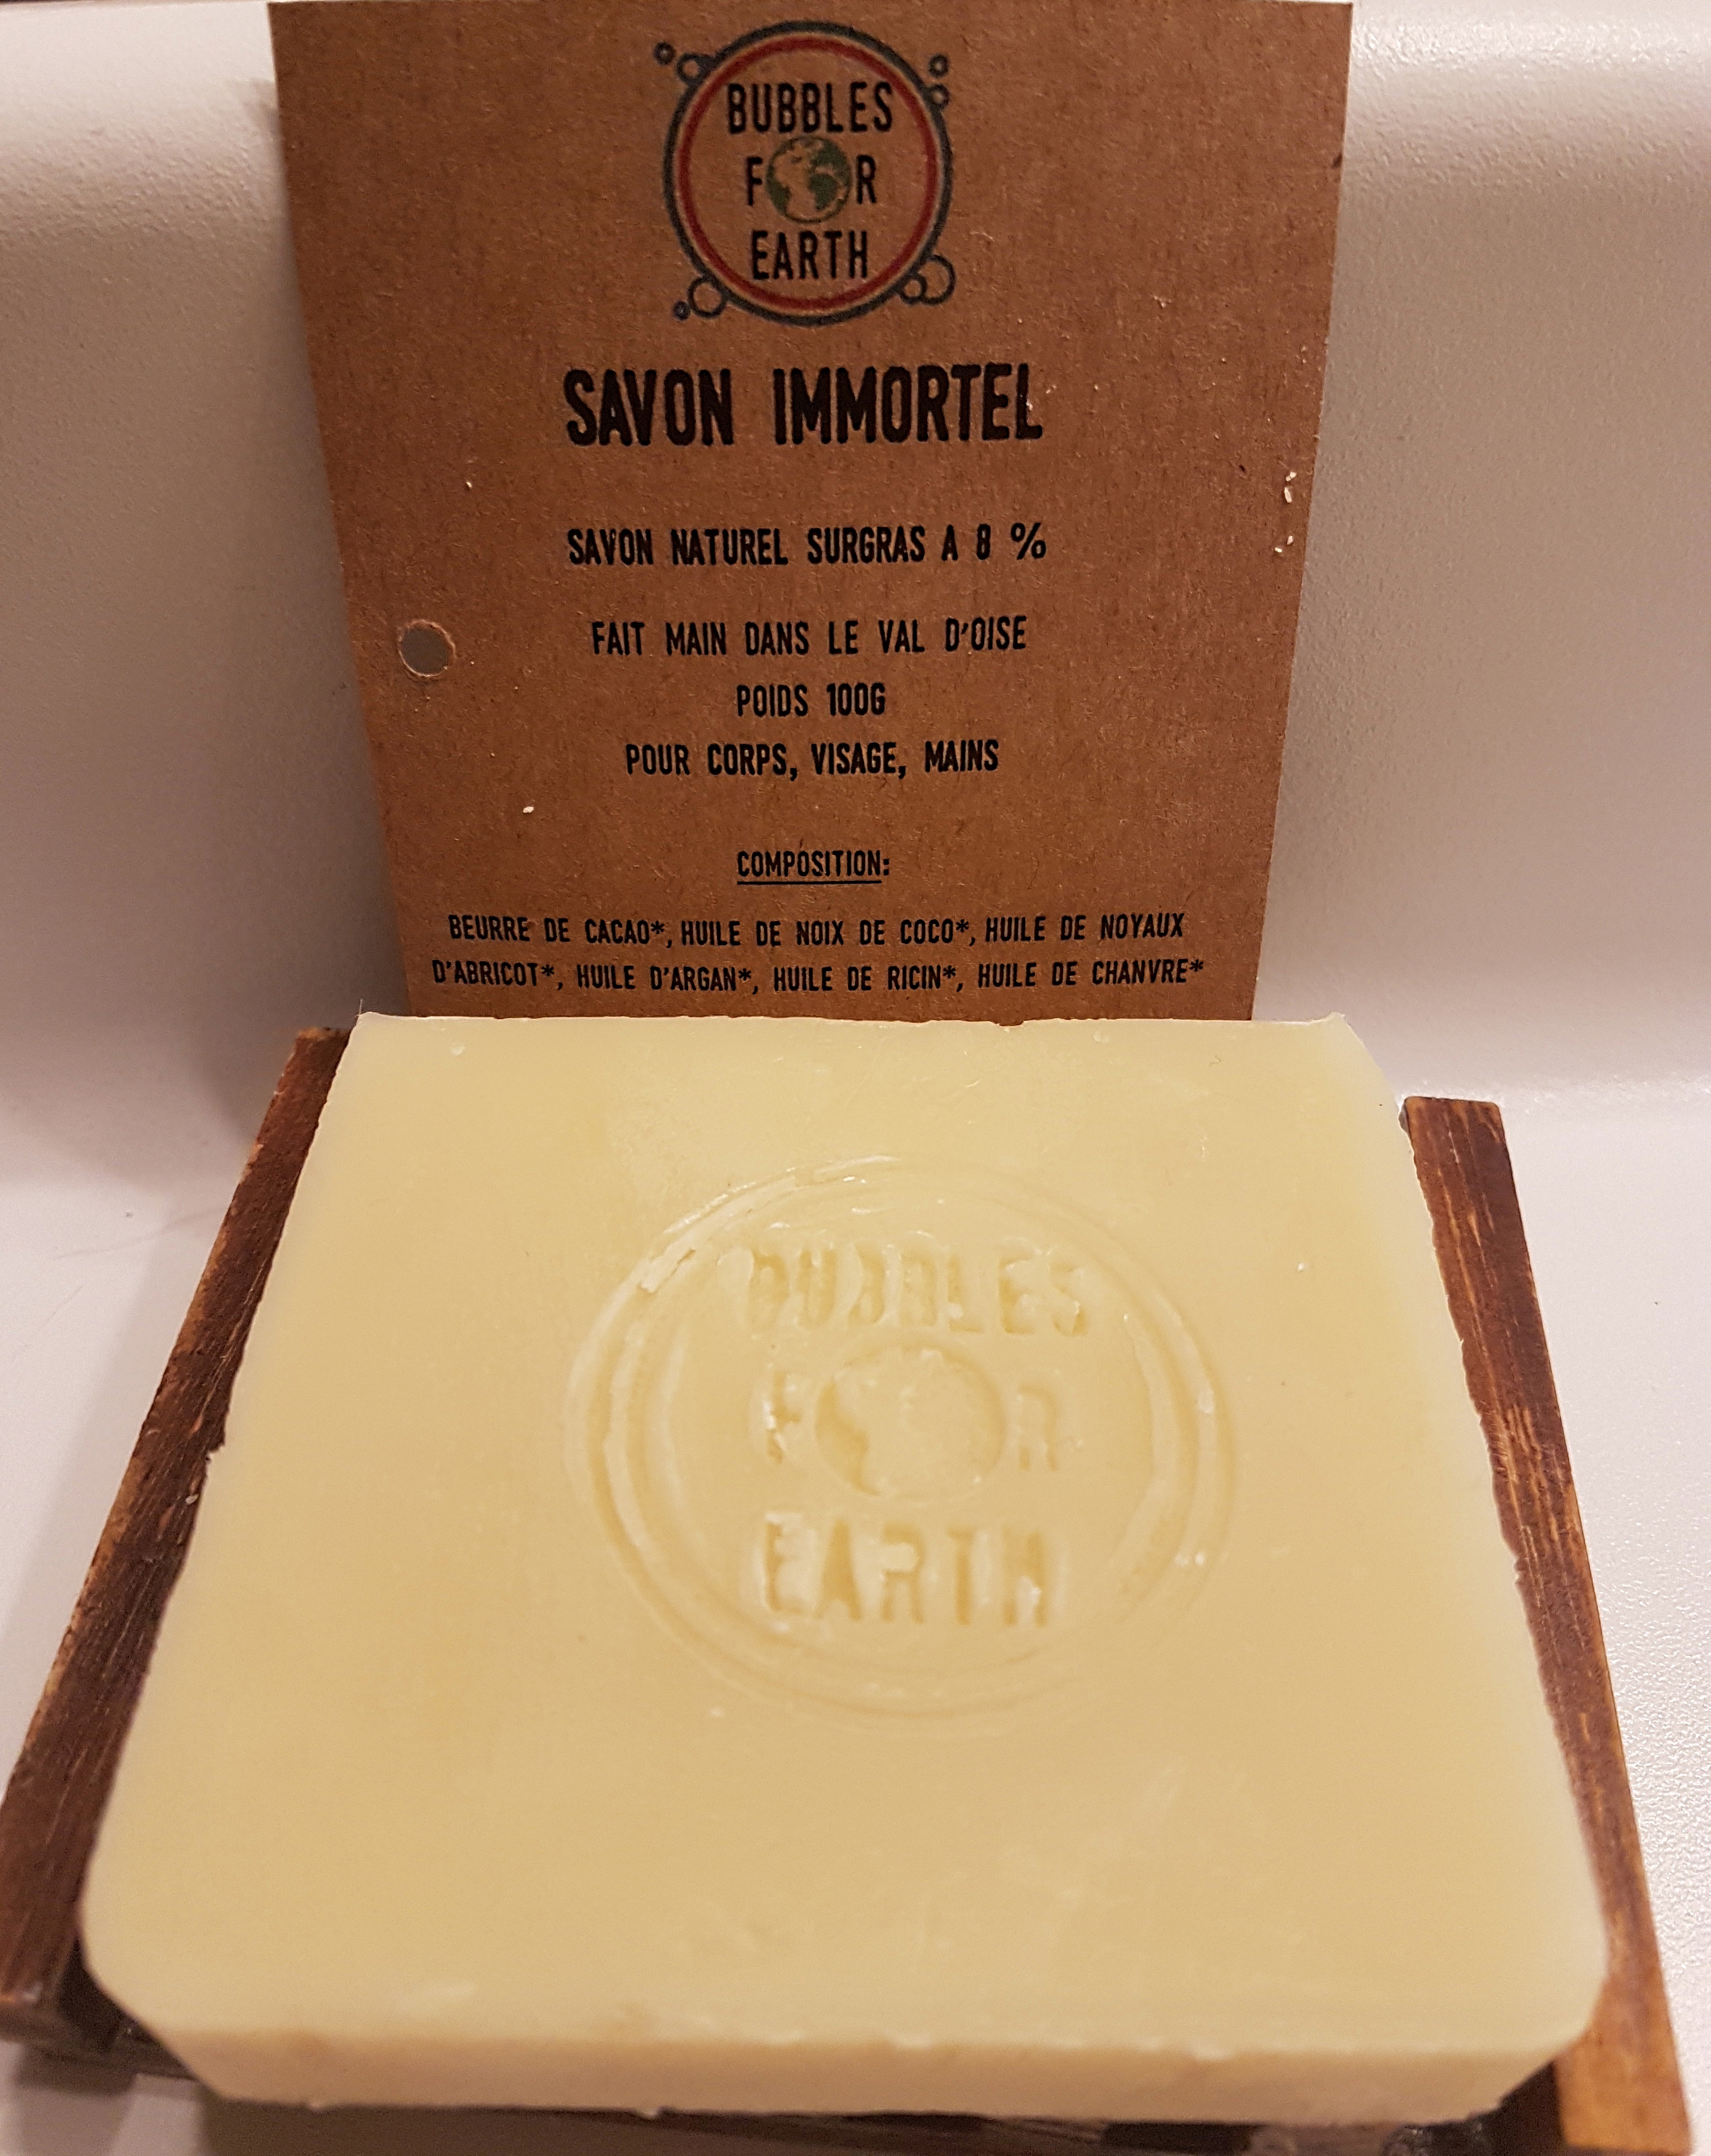 BUBBLES
FOR
EARTH
SAVON IMMORTEL
SAVON NATUREL SURGRAS A 8 %
FAIT MAIN DANS LE VAL D'OISE
POIDS 100G
POUR CORPS, VISAGE, MAINS
COMPOSITION:
BEURRE DE CACAO*, HUILE DE NOIX DE COCO*, HUILE DE NOYAUX
D'ABRICOT*, HUILE D'ARGAN*, HUILE DE RICIN*, HUILE DE CHANVRE*
BUBBLES
FOR
EARTH